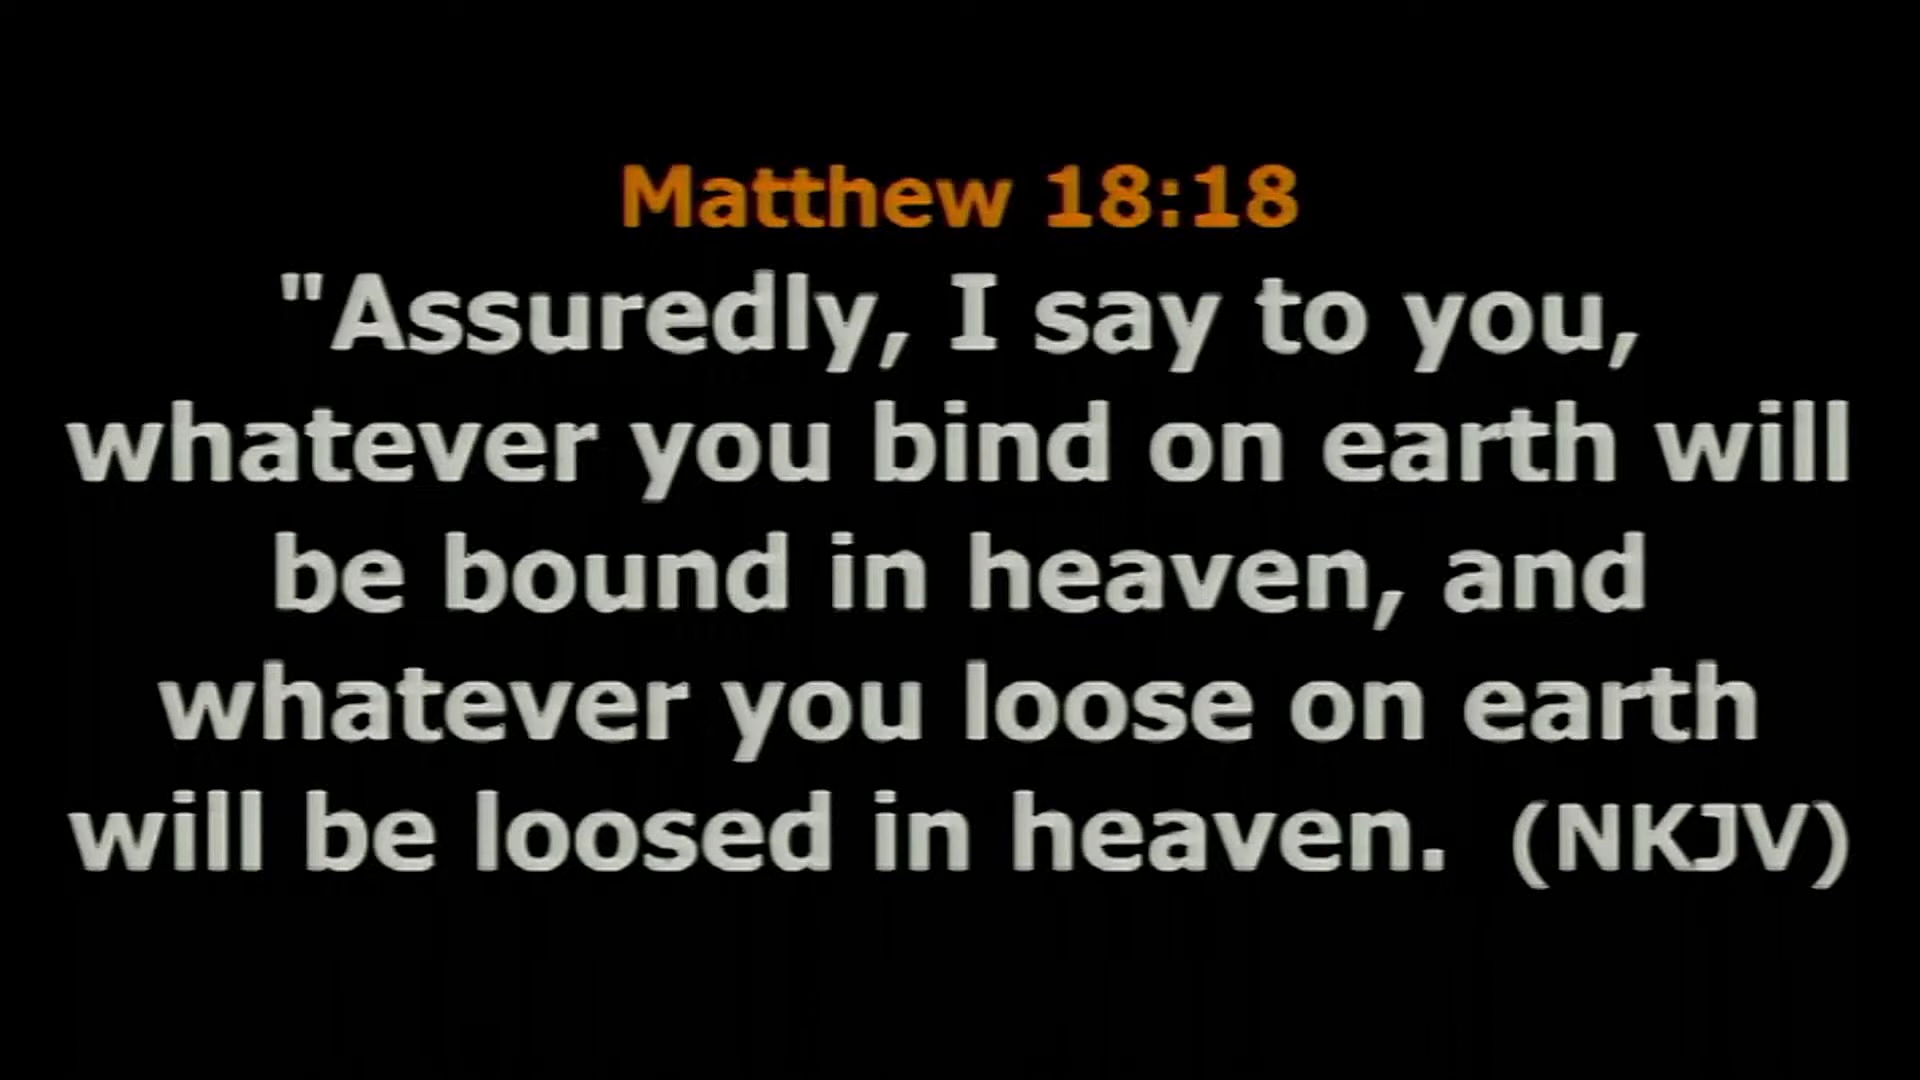 Matthew 18:18
"Assuredly, I say to you,
whatever you bind on earth will
be bound in heaven, and
whatever you loose on earth
will be loosed in heaven.  (NKJV)